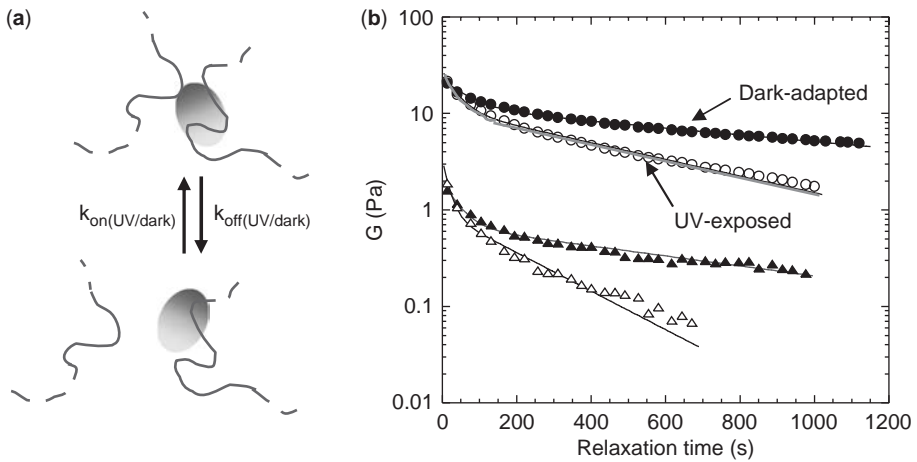 (a)
k_on(UV/dark)
k_off(UV/dark)
(b)
100
10
1
0.1
0.01
G (Pa)
Dark-adapted
UV-exposed
0 200 400 600 800 1000 1200
Relaxation time (s)